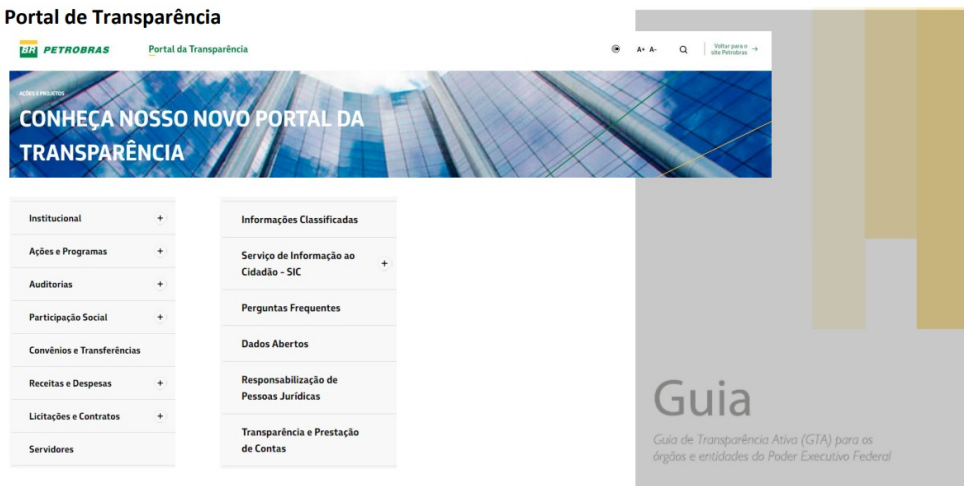 Portal de Transparência
BR PETROBRAS
Portal da Transparência
A+ A-
Voltar para o
site Petrobras →
AÇÕES E PROJETOS
CONHEÇA NOSSO NOVO PORTAL DA
TRANSPARÊNCIA
Institucional +
Ações e Programas +
Auditorias +
Participação Social +
Convênios e Transferências
Receitas e Despesas +
Licitações e Contratos +
Servidores
Informações Classificadas
Serviço de Informação ao
Cidadão - SIC +
Perguntas Frequentes
Dados Abertos
Responsabilização de
Pessoas Jurídicas
Transparência e Prestação
de Contas
Guia
Guia de Transparência Ativa (GTA) para os
órgãos e entidades do Poder Executivo Federal